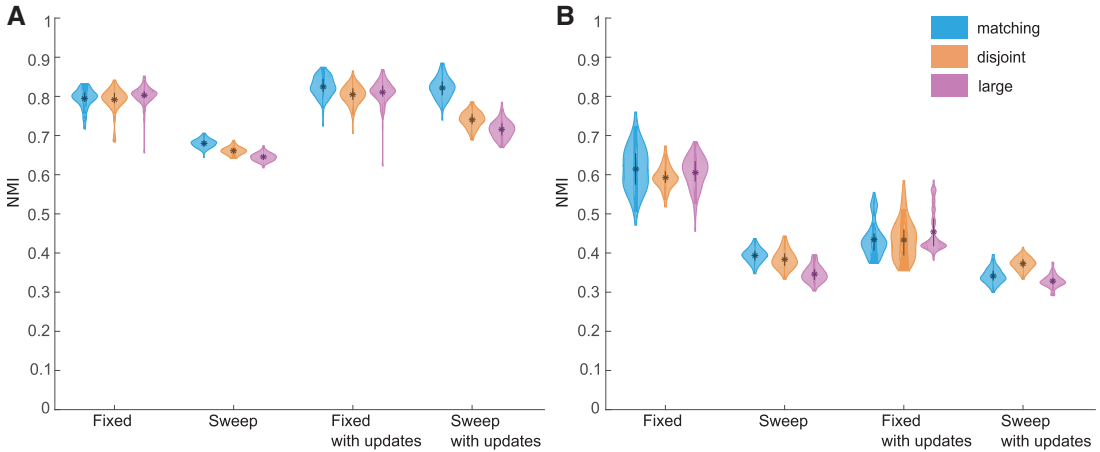 A
1
0.9
0.8
0.7
0.6
0.5
0.4
0.3
0.2
0.1
0
NMI
Fixed
Sweep
Fixed
with updates
Sweep
with updates
B
matching
disjoint
large
1
0.9
0.8
0.7
0.6
0.5
0.4
0.3
0.2
0.1
0
NMI
Fixed
Sweep
Fixed
with updates
Sweep
with updates